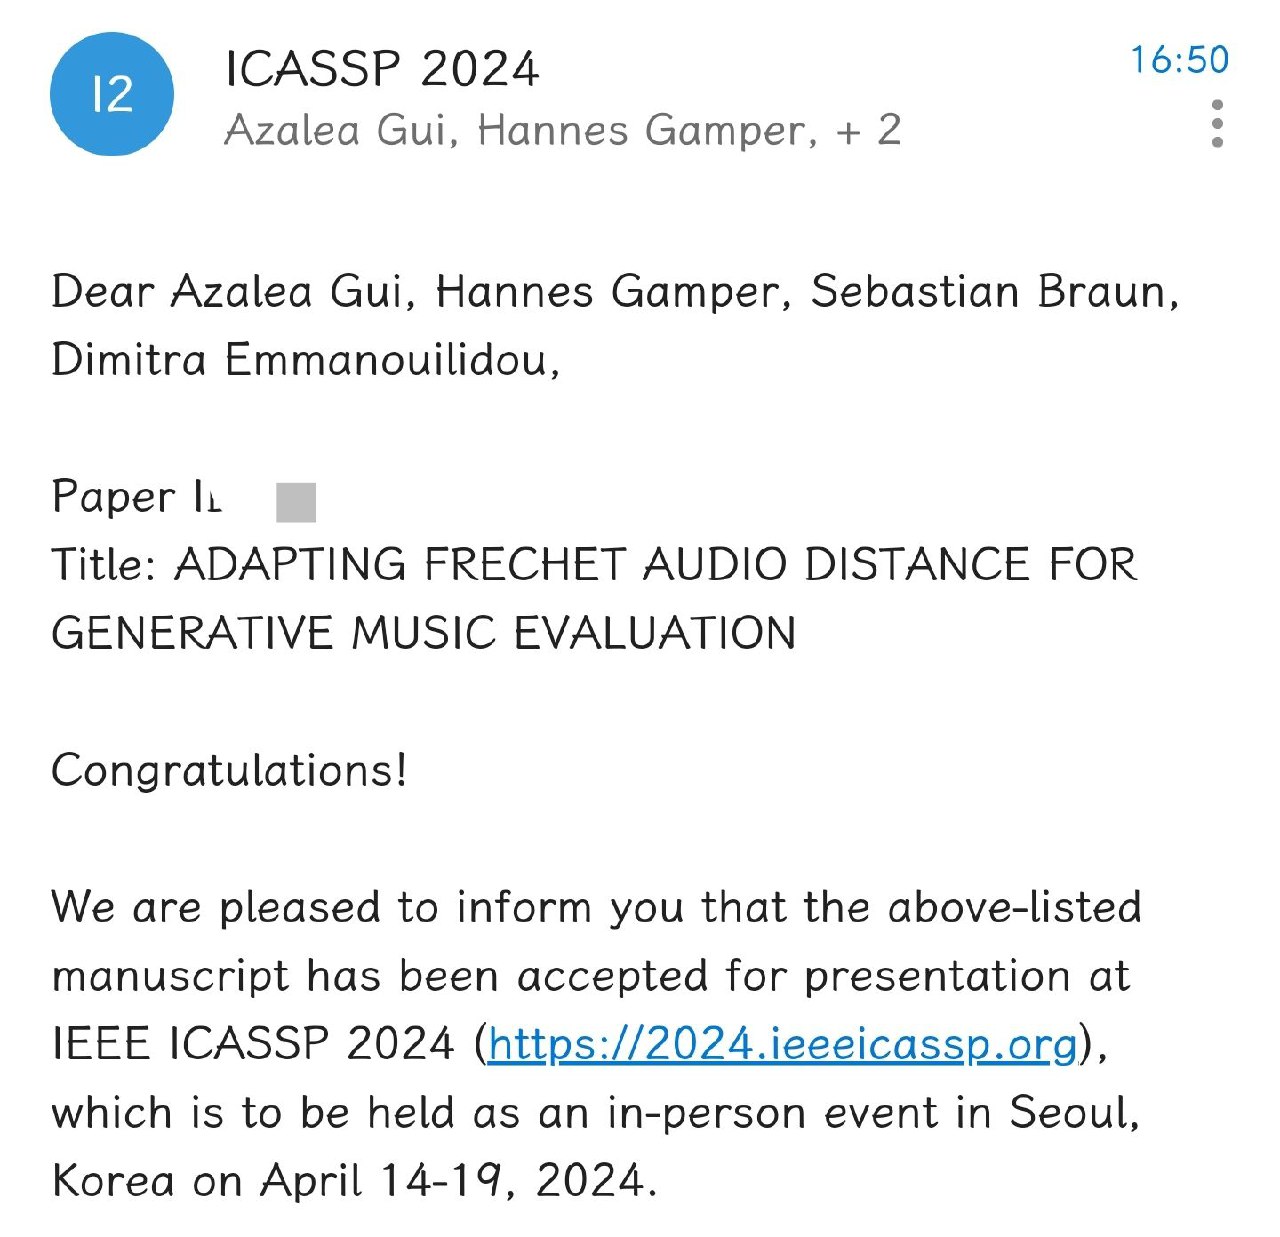 I2
ICASSP 2024
16:50
Azalea Gui, Hannes Gamper, + 2
Dear Azalea Gui, Hannes Gamper, Sebastian Braun,
Dimitra Emmanouilidou,
Paper
Title: ADAPTING FRECHET AUDIO DISTANCE FOR
GENERATIVE MUSIC EVALUATION
Congratulations!
We are pleased to inform you that the above-listed
manuscript has been accepted for presentation at
IEEE ICASSP 2024 (https://2024.ieeeicassp.org),
which is to be held as an in-person event in Seoul,
Korea on April 14-19, 2024.